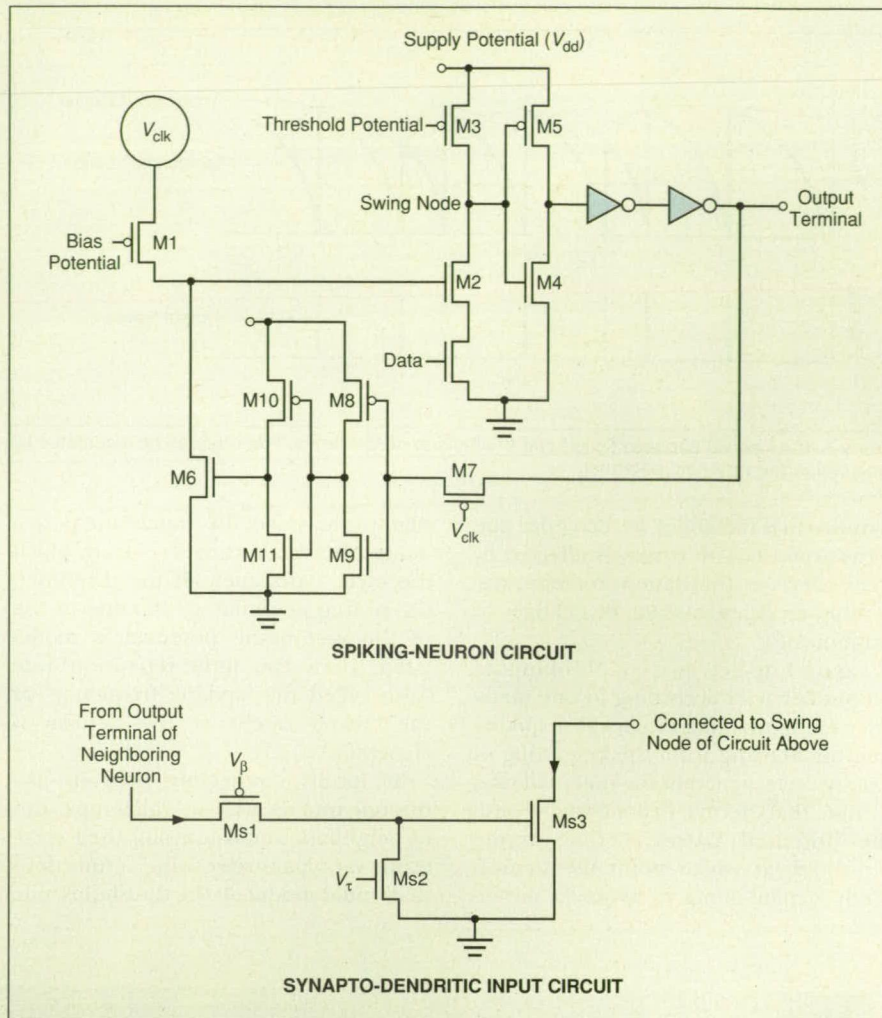 Supply Potential (Vdd)
Vclk
Threshold Potential
M3
M5
Swing Node
Output
Terminal
Bias
Potential
M1
M2
M4
Data
M10
M8
M6
M7
M11
M9
Vclk
SPIKING-NEURON CIRCUIT
From Output
Terminal of
Neighboring
Neuron
Connected to Swing
Node of Circuit Above
Vβ
Ms1
Ms3
Vτ
Ms2
SYNAPTO-DENDRITIC INPUT CIRCUIT